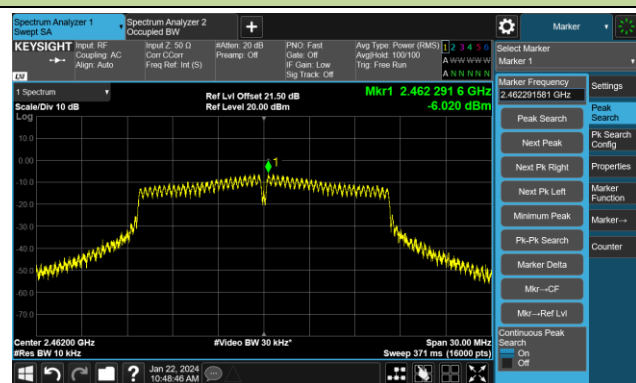 Spectrum Analyzer 1
Swept SA
Spectrum Analyzer 2
Occupied BW
Marker
KEYSIGHT
Input: RF
Coupling: AC
Align: Auto
Input Z: 50 Ω
Corr CCorr
Freq Ref: Int (S)
#Atten: 20 dB
Preamp: Off
PNO: Fast
Gate: Off
IF Gain: Low
Sig Track: Off
Avg Type: Power (RMS)
Avg|Hold: 100/100
Trig: Free Run
1 2 3 4 5 6
A W W W W W
A N N N N N
LVI
1 Spectrum
Scale/Div 10 dB
Log
Ref Lvl Offset 21.50 dB
Ref Level 20.00 dBm
Mkr1 2.462 291 6 GHz
-6.020 dBm
10.0
0.00
-10.0
-20.0
-30.0
-40.0
-50.0
-60.0
-70.0
1
Center 2.46200 GHz
#Res BW 10 kHz
#Video BW 30 kHz*
Span 30.00 MHz
Sweep 371 ms (16000 pts)
Select Marker
Marker 1
Marker Frequency
2.462291581 GHz
Peak Search
Next Peak
Next Pk Right
Next Pk Left
Minimum Peak
Pk-Pk Search
Marker Delta
Mkr→CF
Mkr→Ref Lvl
Continuous Peak
Search
On
Off
Settings
Peak
Search
Pk Search
Config
Properties
Marker
Function
Marker→
Counter
?
Jan 22, 2024
10:48:46 AM